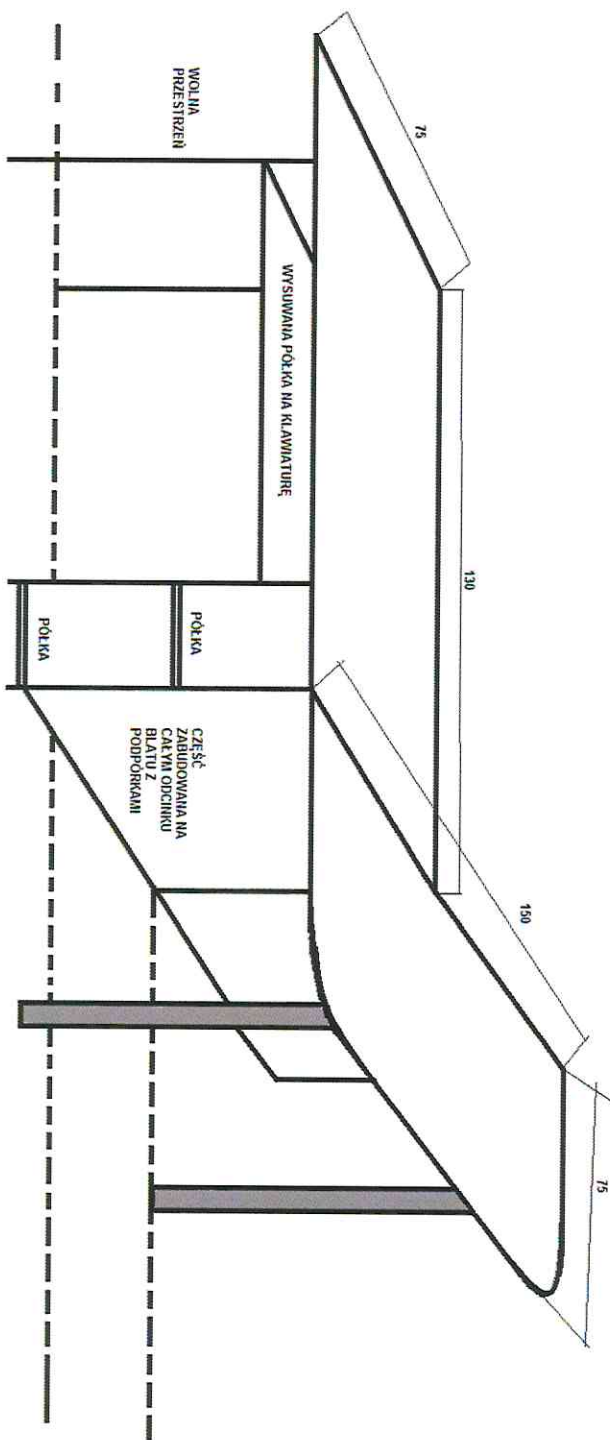 75
130
150
75
WOLNA
PRZESTRZEŃ
WYSUWANA PÓŁKA NA KLAWIATURĘ
PÓŁKA
PÓŁKA
CZĘŚĆ
ZABUDOWANA NA
CAŁYM ODCINKU
BLATU Z
PODPÓRKAMI